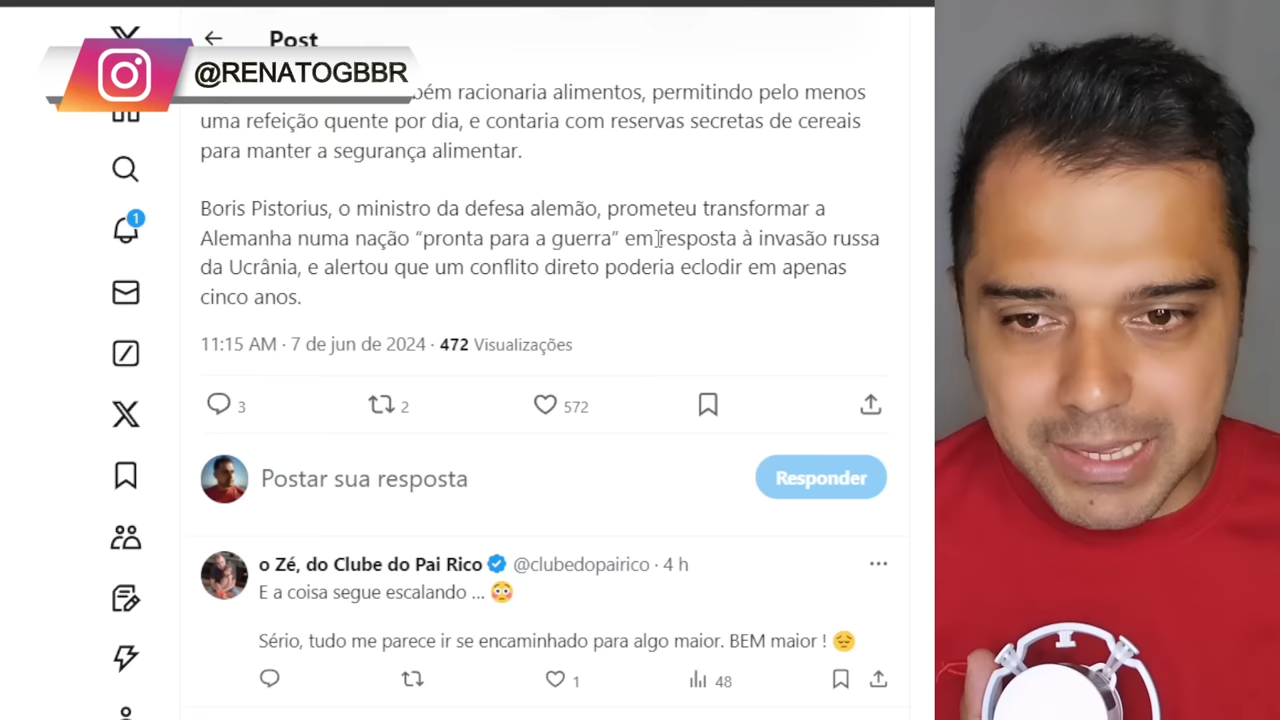 Post
@RENATOGBBR
bém racionaria alimentos, permitindo pelo menos
uma refeição quente por dia, e contaria com reservas secretas de cereais
para manter a segurança alimentar.
Boris Pistorius, o ministro da defesa alemão, prometeu transformar a
Alemanha numa nação “pronta para a guerra” em resposta à invasão russa
da Ucrânia, e alertou que um conflito direto poderia eclodir em apenas
cinco anos.
11:15 AM · 7 de jun de 2024 · 472 Visualizações
3 2 572
Postar sua resposta Responder
o Zé, do Clube do Pai Rico @clubedopairico · 4 h
E a coisa segue escalando ... 😳
Sério, tudo me parece ir se encaminhado para algo maior. BEM maior ! 😔
1 48
1